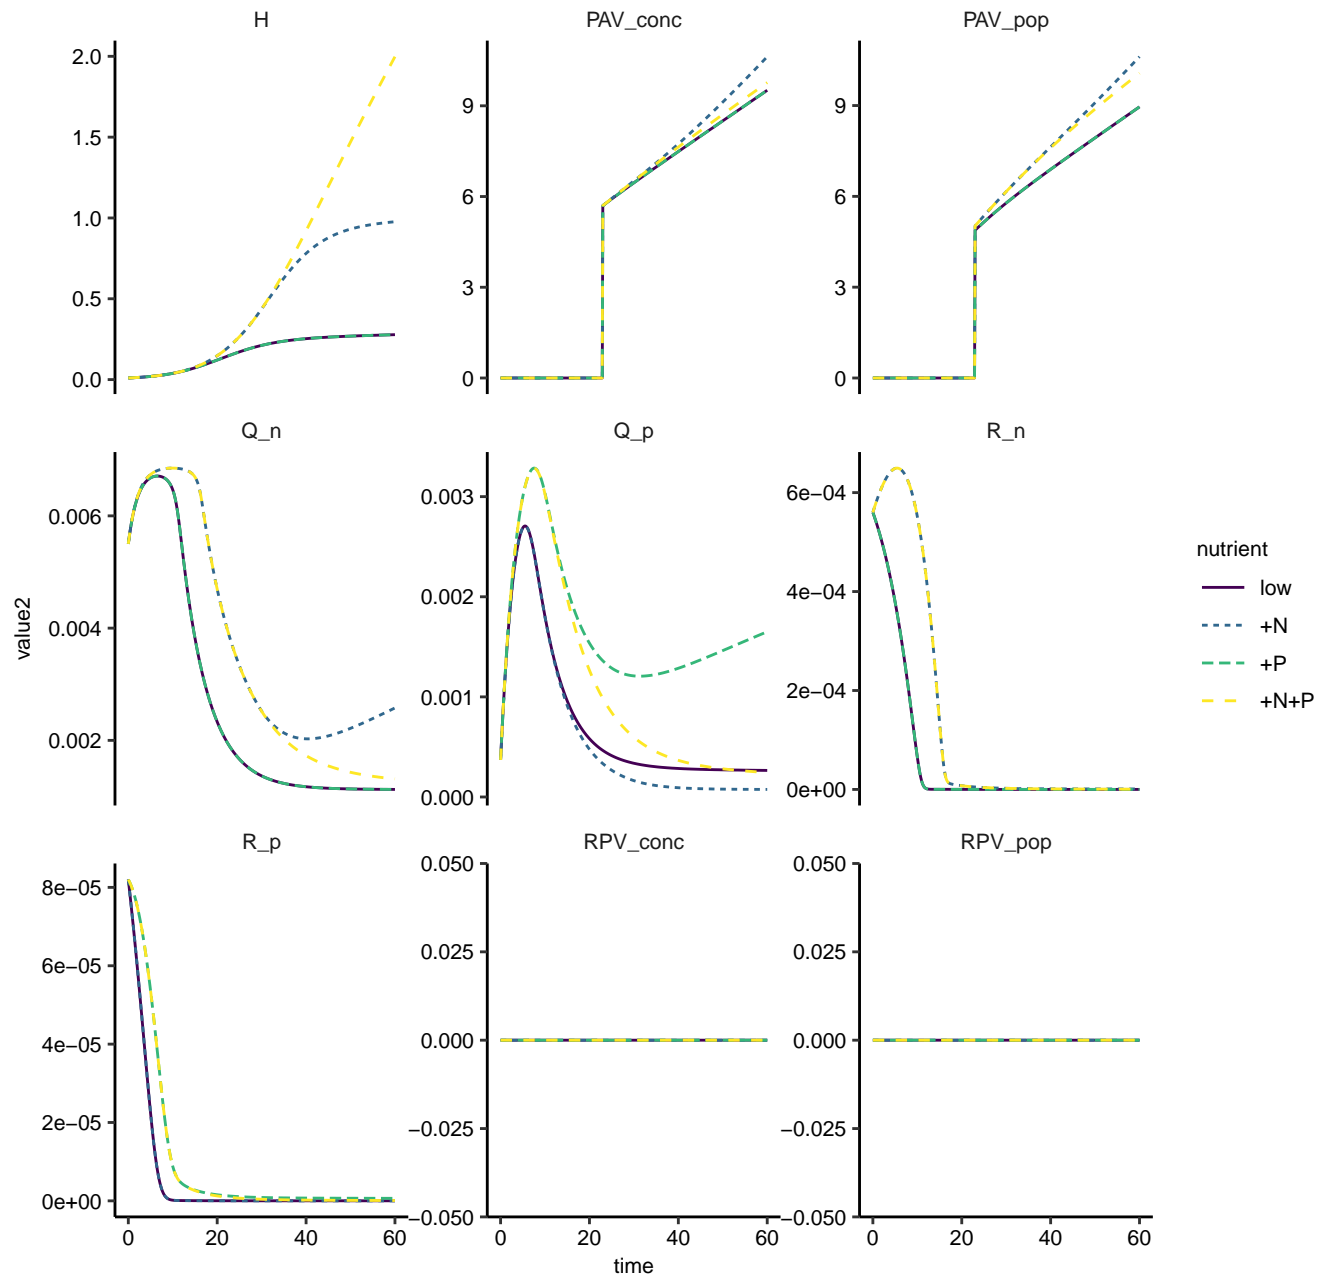 H
PAV_conc
PAV_pop
2.0
1.5
1.0
0.5
0.0
9
6
3
0
9
6
3
0
Q_n
Q_p
R_n
0.006
0.004
0.002
0.003
0.002
0.001
0.000
6e−04
4e−04
2e−04
0e+00
R_p
RPV_conc
RPV_pop
8e−05
6e−05
4e−05
2e−05
0e+00
0.050
0.025
0.000
−0.025
−0.050
0.050
0.025
0.000
−0.025
−0.050
0 20 40 60
0 20 40 60
0 20 40 60
time
value2
nutrient
low
+N
+P
+N+P